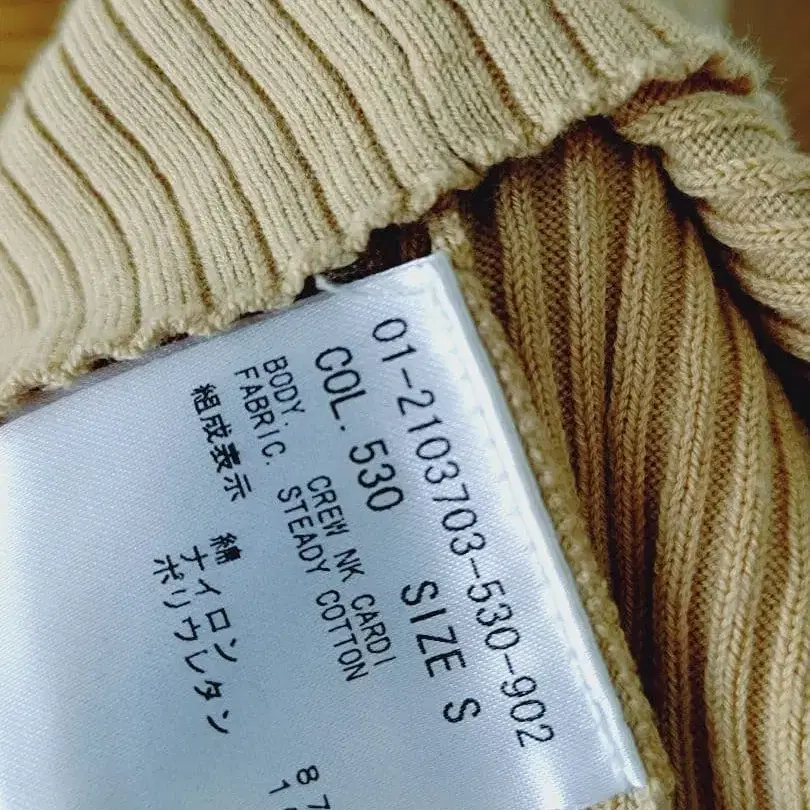 01-2103703-530-902
COL. 530 SIZE S
BODY. CREW NK CARDI
FABRIC. STEADY COTTON
組成表示 綿 87
ナイロン
ポリウレタン